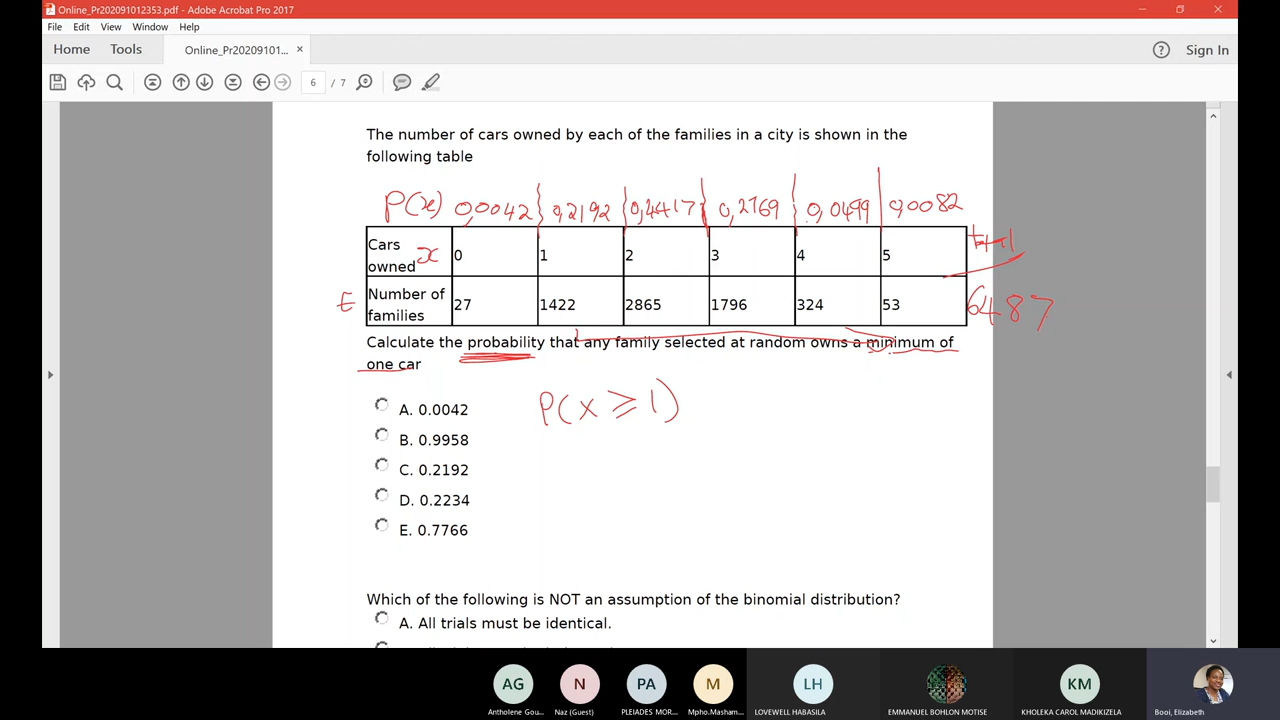 Online_Pr202091012353.pdf - Adobe Acrobat Pro 2017
File Edit View Window Help
Home Tools Online_Pr20209101... × Sign In
6 / 7
The number of cars owned by each of the families in a city is shown in the
following table
P(x) 0,0042 0,2192 0,4417 0,2769 0,0499 0,0082
Cars owned x 0 1 2 3 4 5 total
E Number of families 27 1422 2865 1796 324 53 6487
Calculate the probability that any family selected at random owns a minimum of
one car
P(x ≥ 1)
A. 0.0042
B. 0.9958
C. 0.2192
D. 0.2234
E. 0.7766
Which of the following is NOT an assumption of the binomial distribution?
A. All trials must be identical.
AG N PA M LH KM
Antholene Gou... Naz (Guest) PLEIADES MOR... Mpho.Masham... LOVEWELL HABASILA EMMANUEL BOHLON MOTISE KHOLEKA CAROL MADIKIZELA Booi, Elizabeth